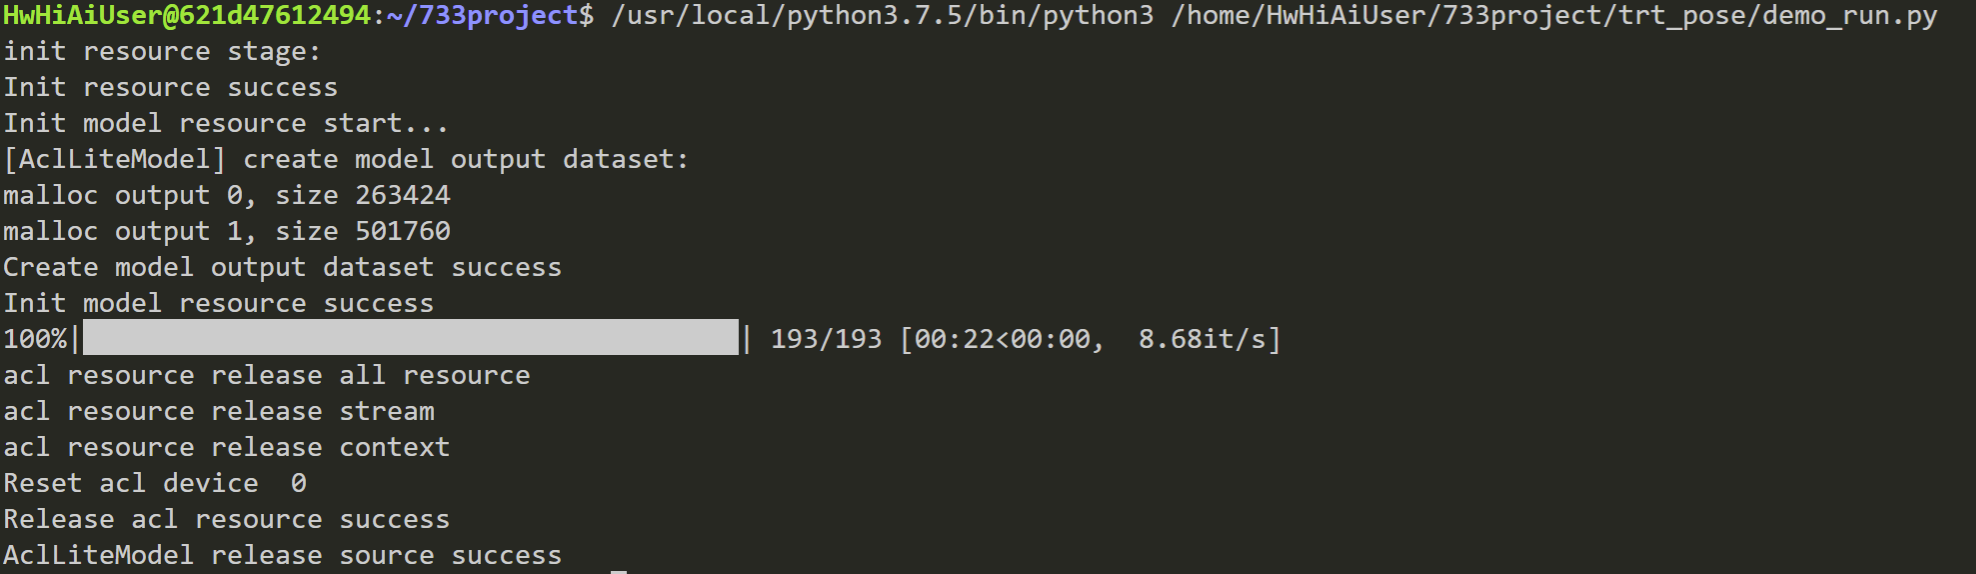 HwHiAiUser@621d47612494:~/733project$ /usr/local/python3.7.5/bin/python3 /home/HwHiAiUser/733project/trt_pose/demo_run.py
init resource stage:
Init resource success
Init model resource start...
[AclLiteModel] create model output dataset:
malloc output 0, size 263424
malloc output 1, size 501760
Create model output dataset success
Init model resource success
100%|                                         | 193/193 [00:22<00:00,  8.68it/s]
acl resource release all resource
acl resource release stream
acl resource release context
Reset acl device  0
Release acl resource success
AclLiteModel release source success